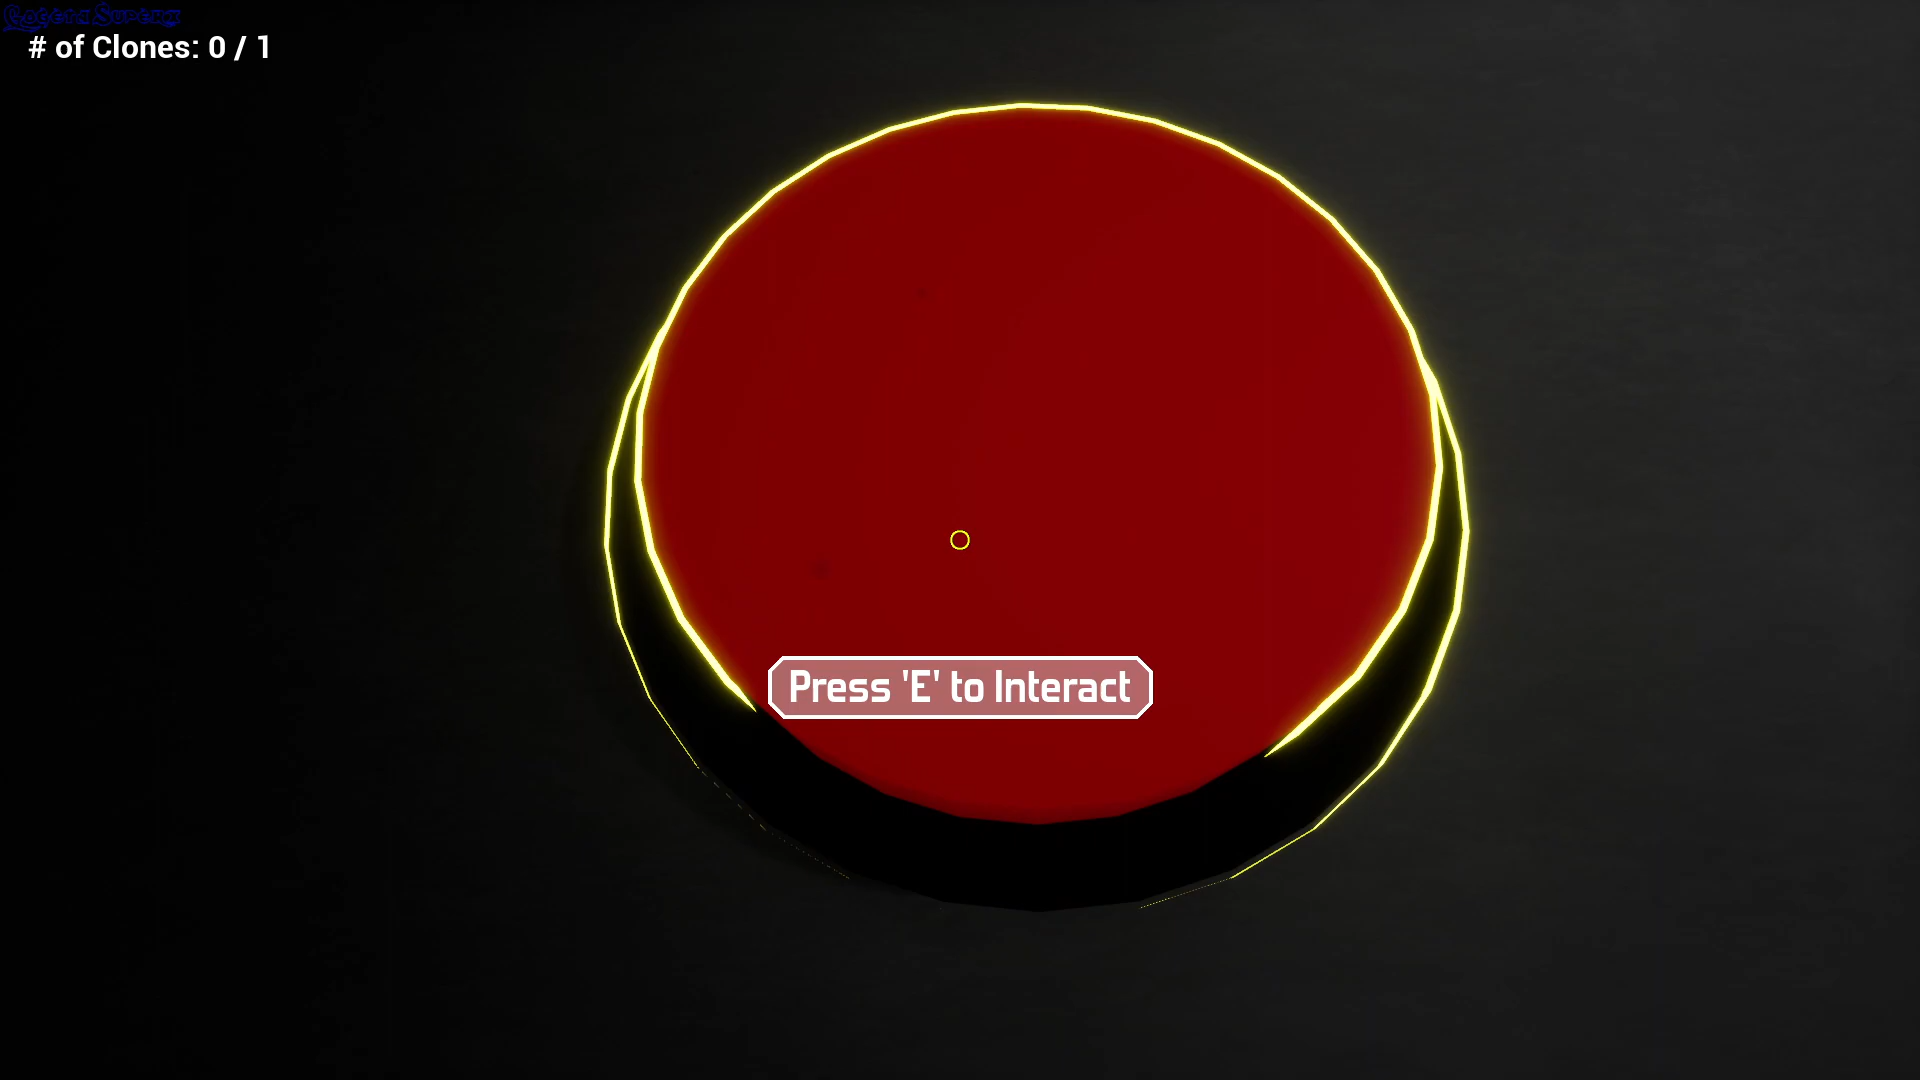 # of Clones: 0 / 1
Press 'E' to Interact